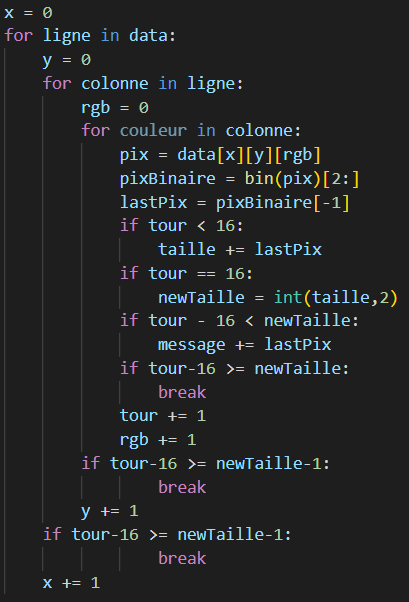 x = 0
for ligne in data:
    y = 0
    for colonne in ligne:
        rgb = 0
        for couleur in colonne:
            pix = data[x][y][rgb]
            pixBinaire = bin(pix)[2:]
            lastPix = pixBinaire[-1]
            if tour < 16:
                taille += lastPix
            if tour == 16:
                newTaille = int(taille,2)
            if tour - 16 < newTaille:
                message += lastPix
            if tour-16 >= newTaille:
                break
            tour += 1
            rgb += 1
        if tour-16 >= newTaille-1:
                break
        y += 1
    if tour-16 >= newTaille-1:
                break
    x += 1